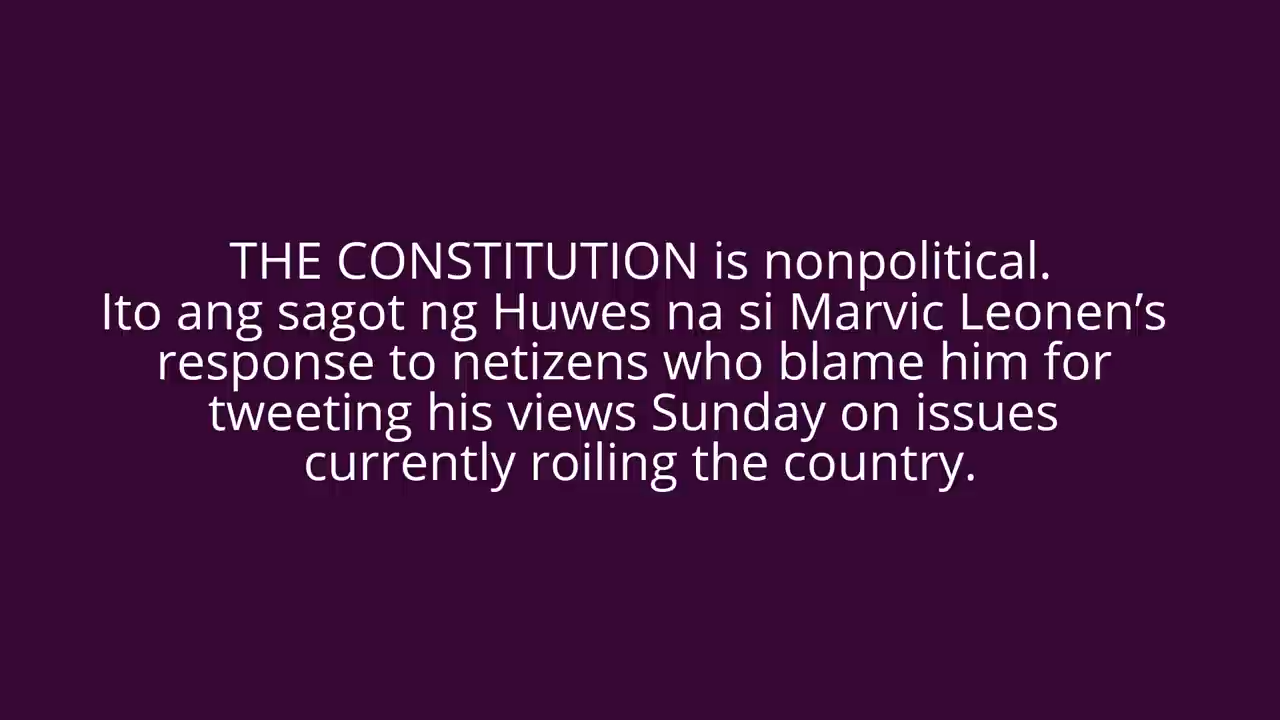 THE CONSTITUTION is nonpolitical.
Ito ang sagot ng Huwes na si Marvic Leonen’s
response to netizens who blame him for
tweeting his views Sunday on issues
currently roiling the country.